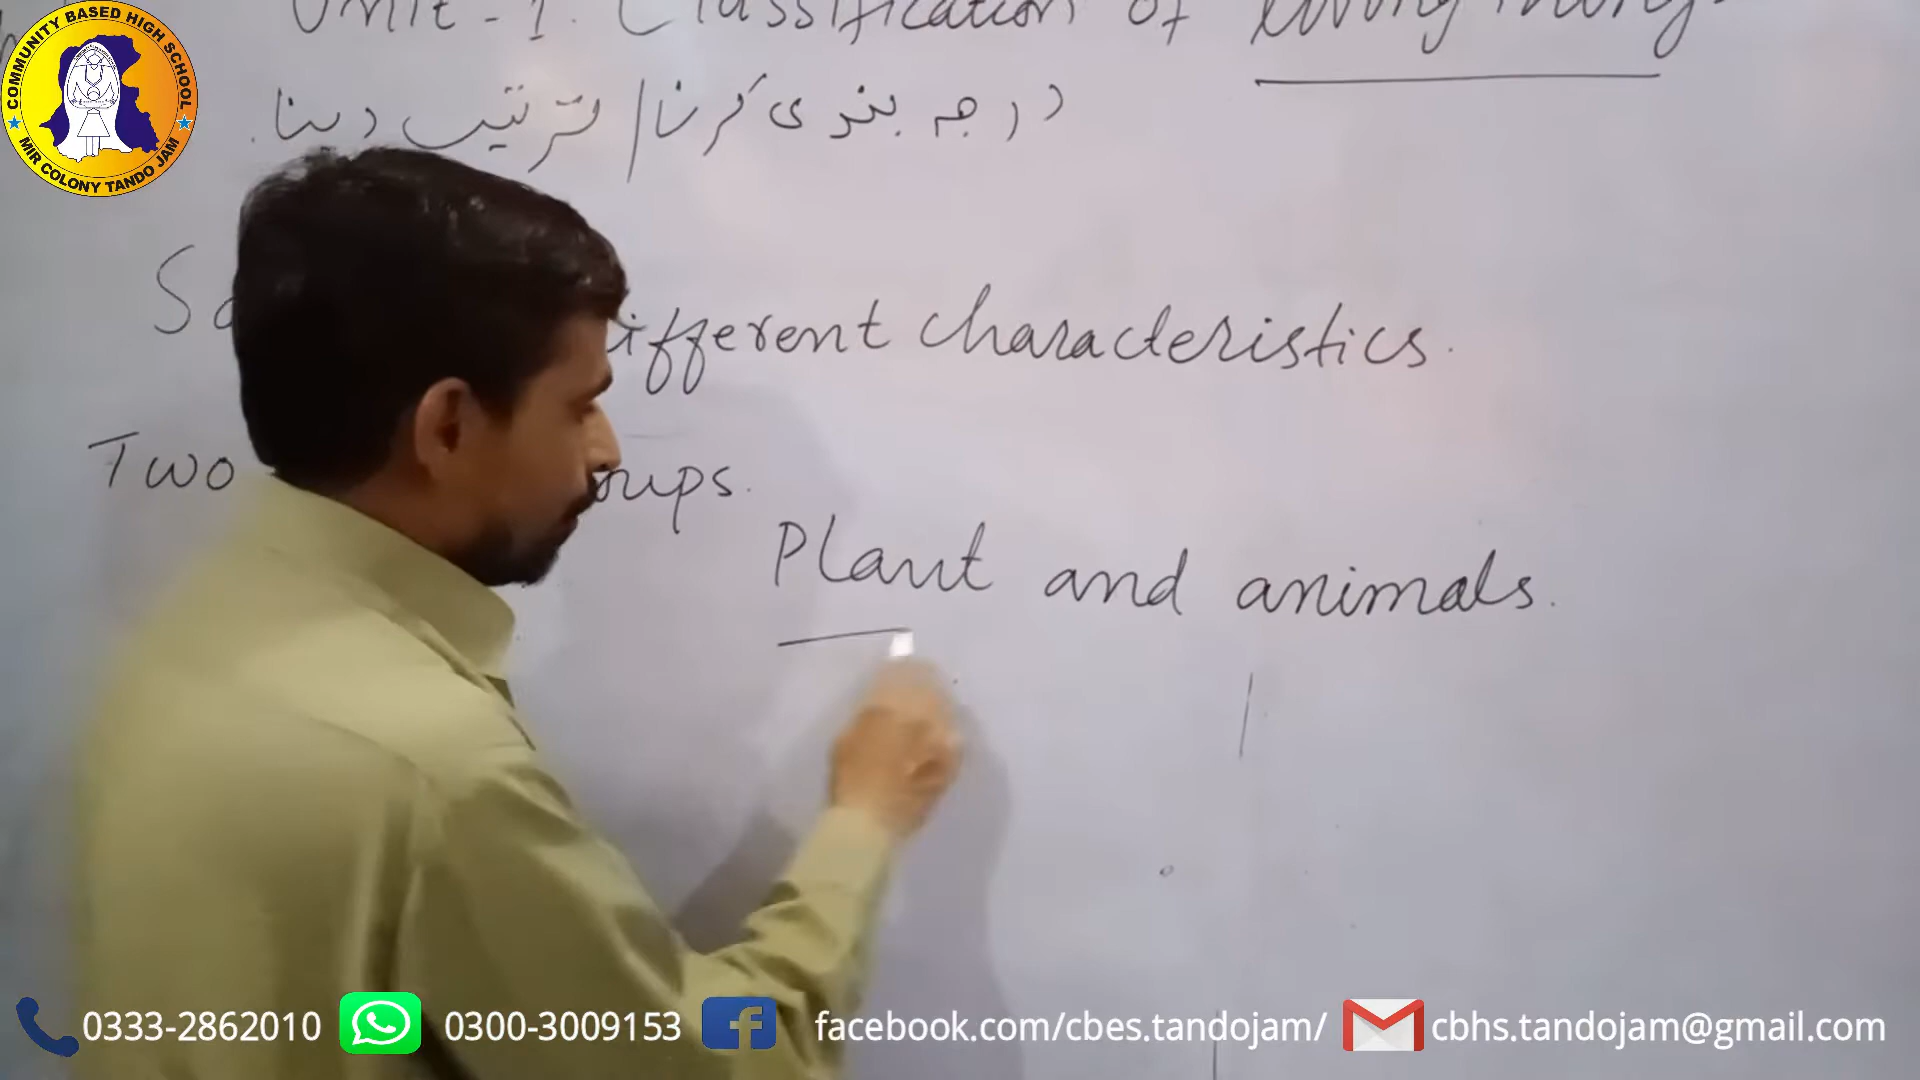 COMMUNITY BASED HIGH SCHOOL
MIR COLONY TANDO JAM
Unit - 1. Classification of Living things.
درجہ بندی کرنا / ترتیب دینا.
ifferent characteristics.
Two oups.
Plant and animals.
0333-2862010 0300-3009153 facebook.com/cbes.tandojam/ cbhs.tandojam@gmail.com